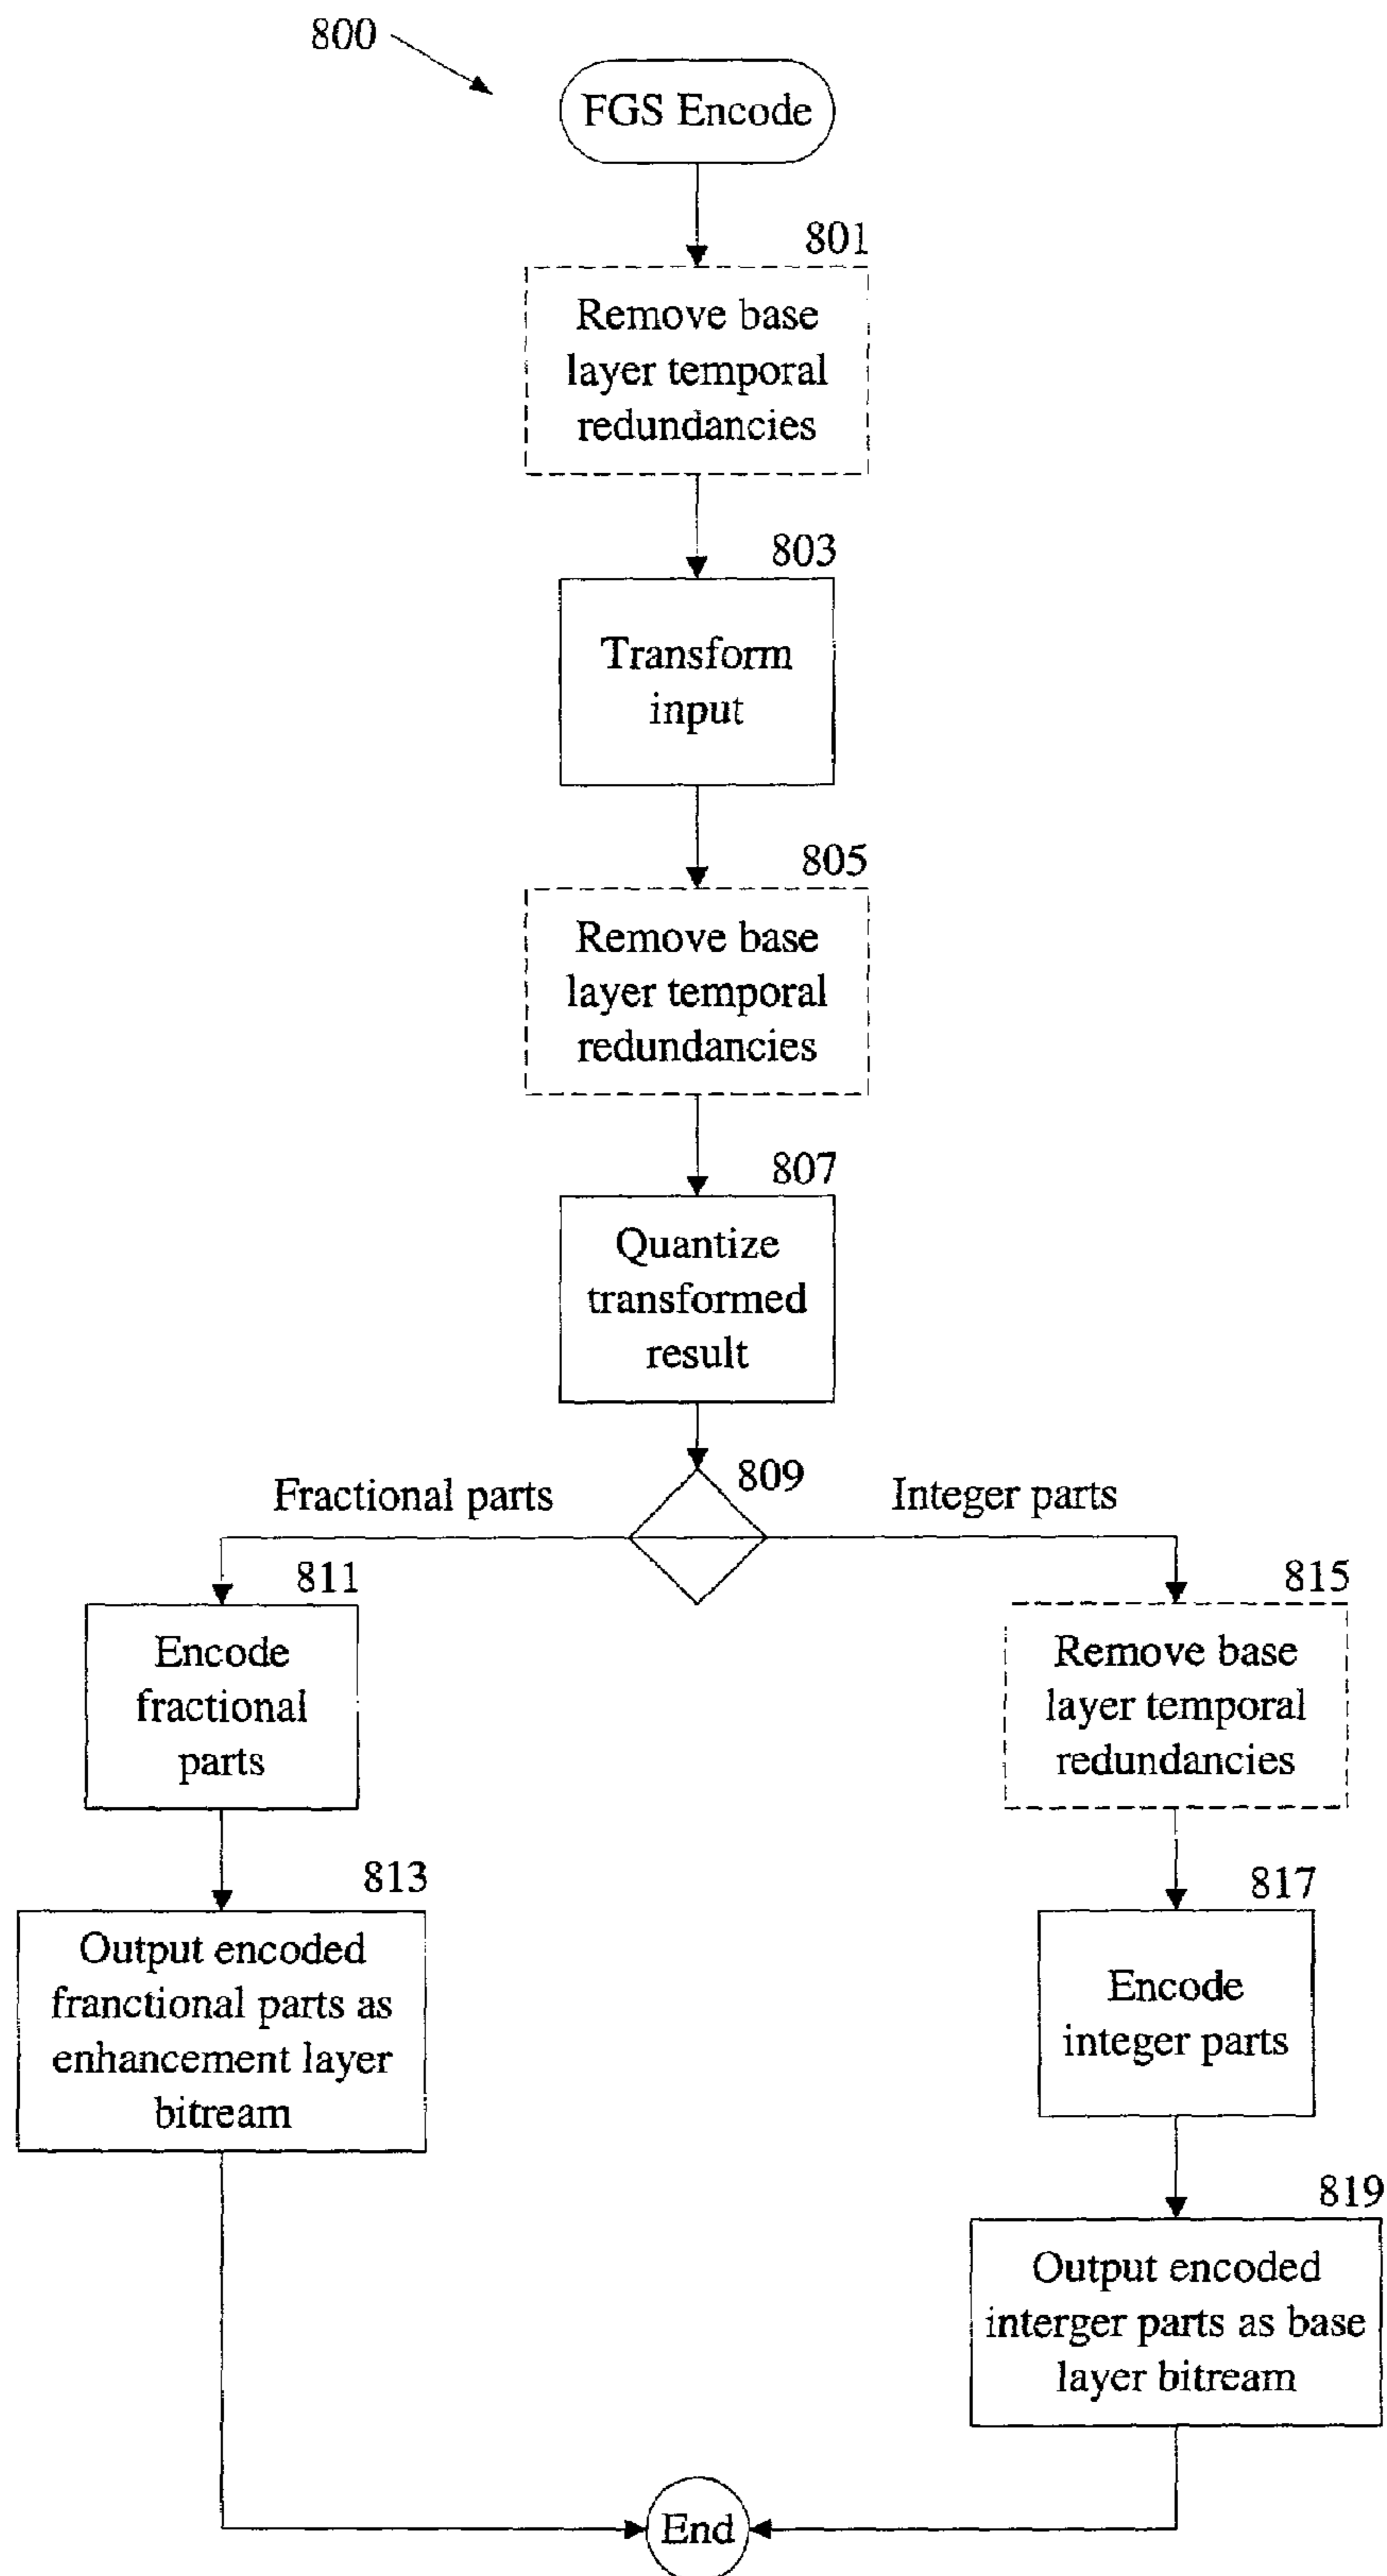 800
FGS Encode
801
Remove base
layer temporal
redundancies
803
Transform
input
805
Remove base
layer temporal
redundancies
807
Quantize
transformed
result
809
Fractional parts
Integer parts
811
Encode
fractional
parts
813
Output encoded
franctional parts as
enhancement layer
bitream
815
Remove base
layer temporal
redundancies
817
Encode
integer parts
819
Output encoded
interger parts as base
layer bitream
End